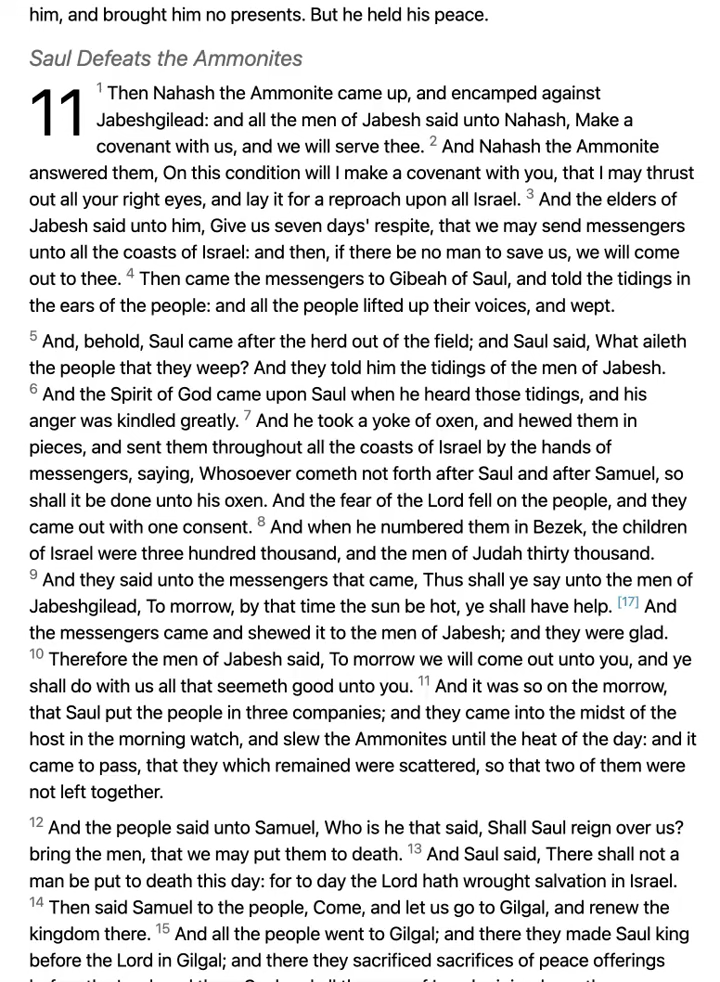 him, and brought him no presents. But he held his peace.
Saul Defeats the Ammonites
11 1 Then Nahash the Ammonite came up, and encamped against
Jabeshgilead: and all the men of Jabesh said unto Nahash, Make a
covenant with us, and we will serve thee. 2 And Nahash the Ammonite
answered them, On this condition will I make a covenant with you, that I may thrust
out all your right eyes, and lay it for a reproach upon all Israel. 3 And the elders of
Jabesh said unto him, Give us seven days' respite, that we may send messengers
unto all the coasts of Israel: and then, if there be no man to save us, we will come
out to thee. 4 Then came the messengers to Gibeah of Saul, and told the tidings in
the ears of the people: and all the people lifted up their voices, and wept.
5 And, behold, Saul came after the herd out of the field; and Saul said, What aileth
the people that they weep? And they told him the tidings of the men of Jabesh.
6 And the Spirit of God came upon Saul when he heard those tidings, and his
anger was kindled greatly. 7 And he took a yoke of oxen, and hewed them in
pieces, and sent them throughout all the coasts of Israel by the hands of
messengers, saying, Whosoever cometh not forth after Saul and after Samuel, so
shall it be done unto his oxen. And the fear of the Lord fell on the people, and they
came out with one consent. 8 And when he numbered them in Bezek, the children
of Israel were three hundred thousand, and the men of Judah thirty thousand.
9 And they said unto the messengers that came, Thus shall ye say unto the men of
Jabeshgilead, To morrow, by that time the sun be hot, ye shall have help. [17] And
the messengers came and shewed it to the men of Jabesh; and they were glad.
10 Therefore the men of Jabesh said, To morrow we will come out unto you, and ye
shall do with us all that seemeth good unto you. 11 And it was so on the morrow,
that Saul put the people in three companies; and they came into the midst of the
host in the morning watch, and slew the Ammonites until the heat of the day: and it
came to pass, that they which remained were scattered, so that two of them were
not left together.
12 And the people said unto Samuel, Who is he that said, Shall Saul reign over us?
bring the men, that we may put them to death. 13 And Saul said, There shall not a
man be put to death this day: for to day the Lord hath wrought salvation in Israel.
14 Then said Samuel to the people, Come, and let us go to Gilgal, and renew the
kingdom there. 15 And all the people went to Gilgal; and there they made Saul king
before the Lord in Gilgal; and there they sacrificed sacrifices of peace offerings